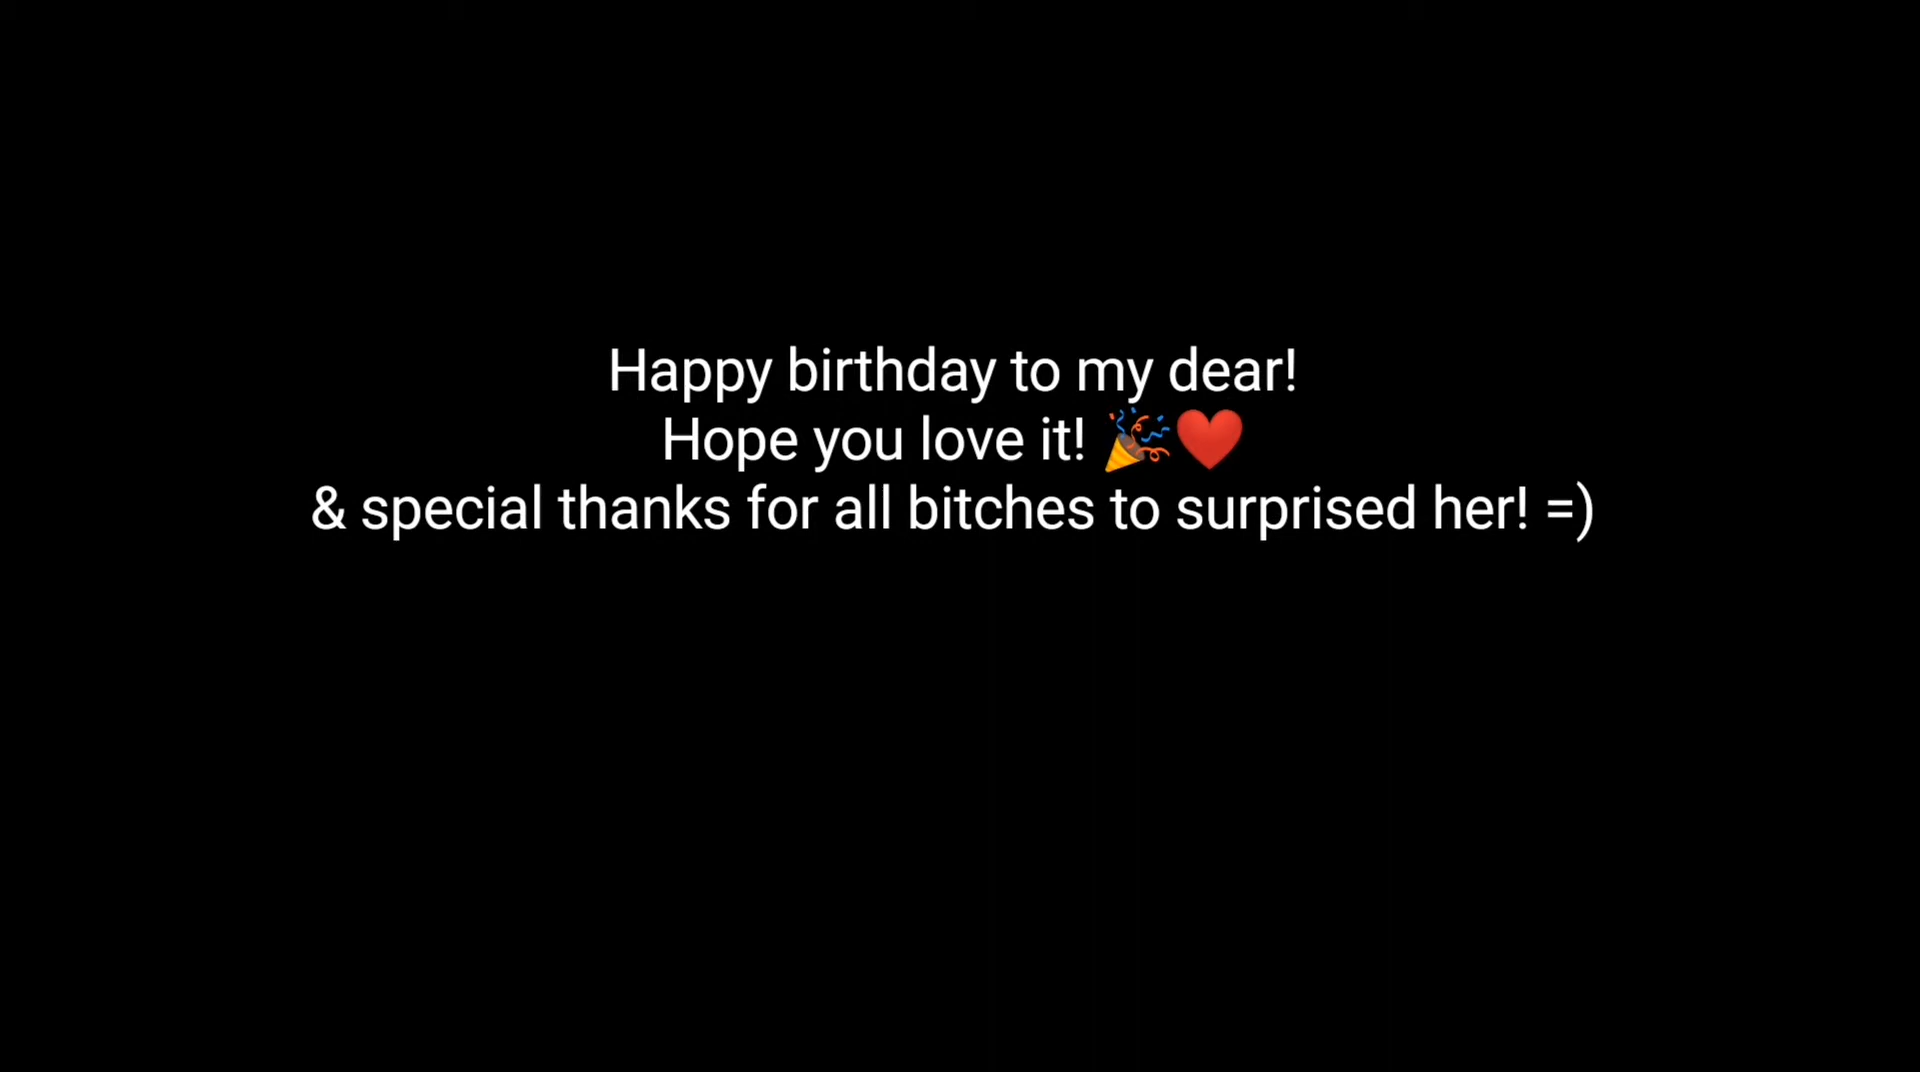 Happy birthday to my dear!
Hope you love it! 🎉❤️
& special thanks for all bitches to surprised her! =)